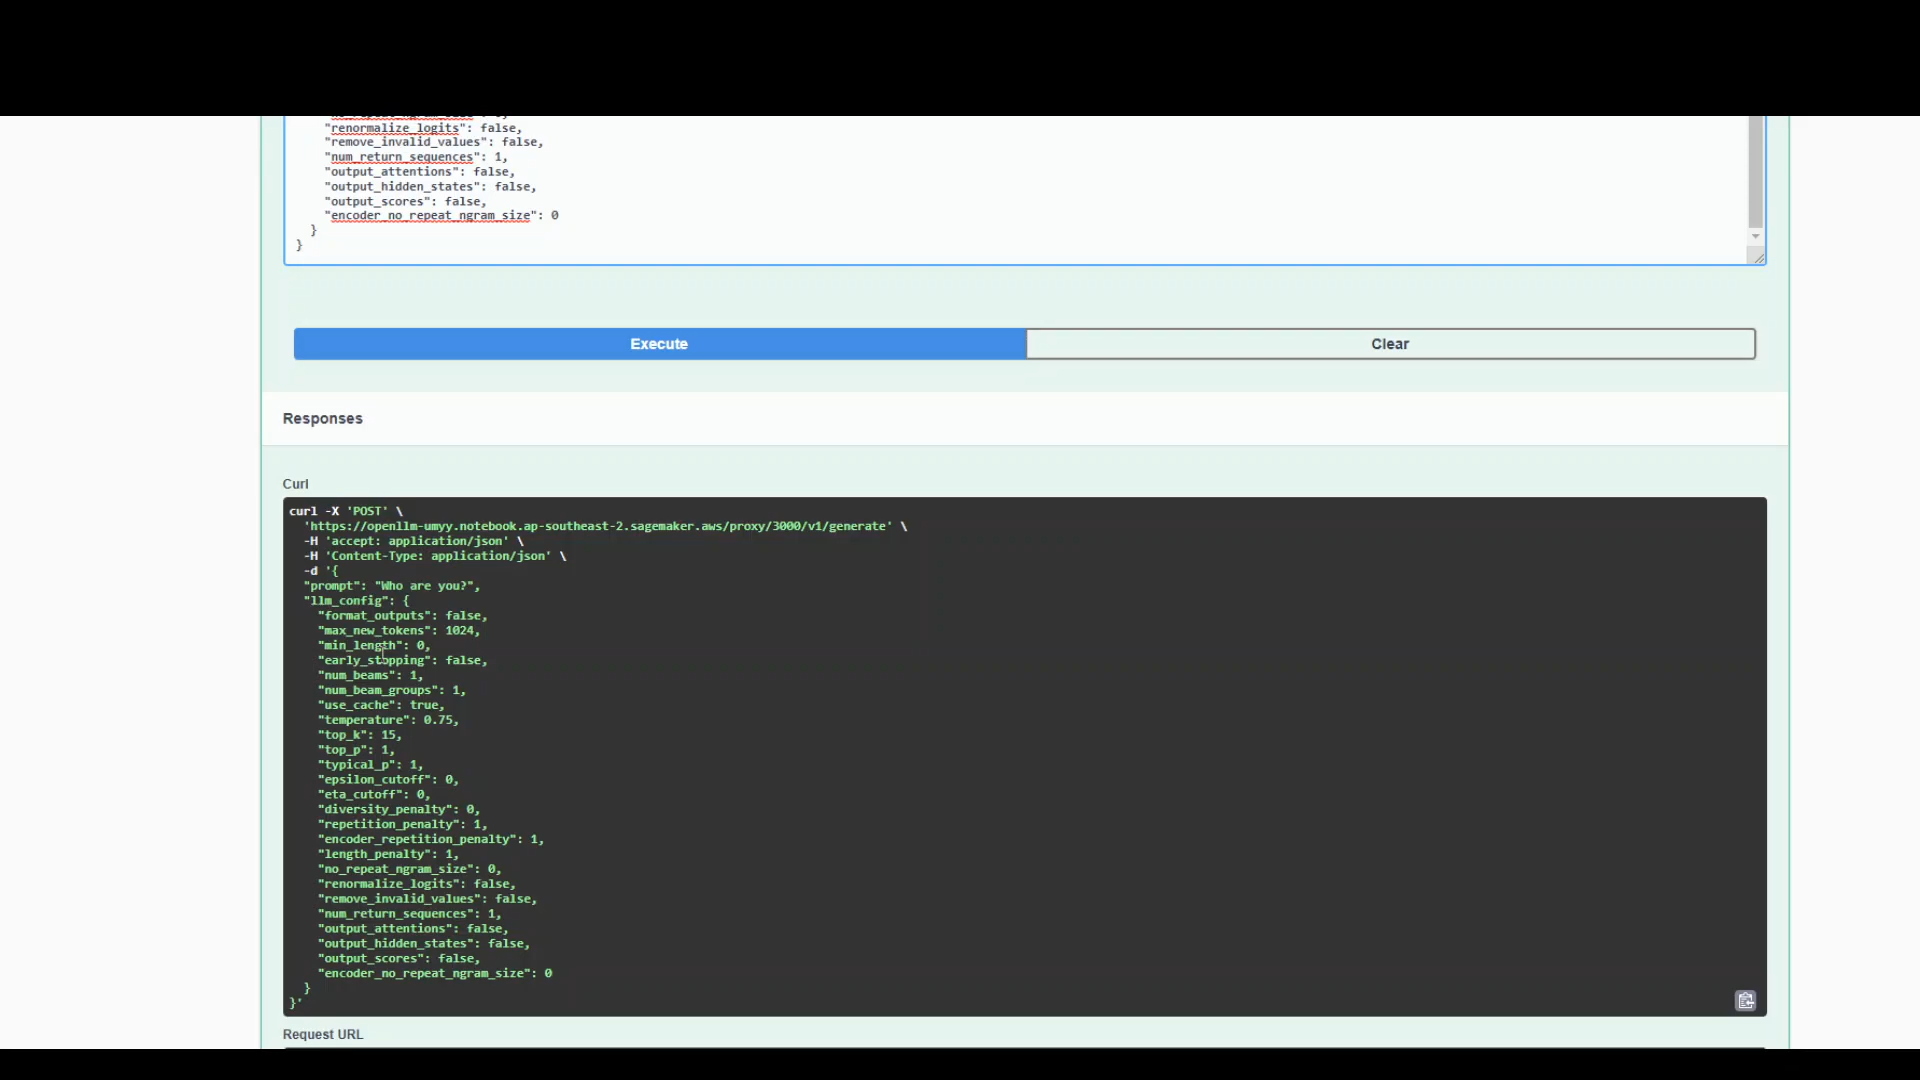 "renormalize_logits": false,
"remove_invalid_values": false,
"num_return_sequences": 1,
"output_attentions": false,
"output_hidden_states": false,
"output_scores": false,
"encoder_no_repeat_ngram_size": 0
}
}
Execute
Clear
Responses
Curl
curl -X 'POST' \
'https://openllm-umyy.notebook.ap-southeast-2.sagemaker.aws/proxy/3000/v1/generate' \
-H 'accept: application/json' \
-H 'Content-Type: application/json' \
-d '{
"prompt": "Who are you?",
"llm_config": {
"format_outputs": false,
"max_new_tokens": 1024,
"min_length": 0,
"early_stopping": false,
"num_beams": 1,
"num_beam_groups": 1,
"use_cache": true,
"temperature": 0.75,
"top_k": 15,
"top_p": 1,
"typical_p": 1,
"epsilon_cutoff": 0,
"eta_cutoff": 0,
"diversity_penalty": 0,
"repetition_penalty": 1,
"encoder_repetition_penalty": 1,
"length_penalty": 1,
"no_repeat_ngram_size": 0,
"renormalize_logits": false,
"remove_invalid_values": false,
"num_return_sequences": 1,
"output_attentions": false,
"output_hidden_states": false,
"output_scores": false,
"encoder_no_repeat_ngram_size": 0
}
}'
Request URL